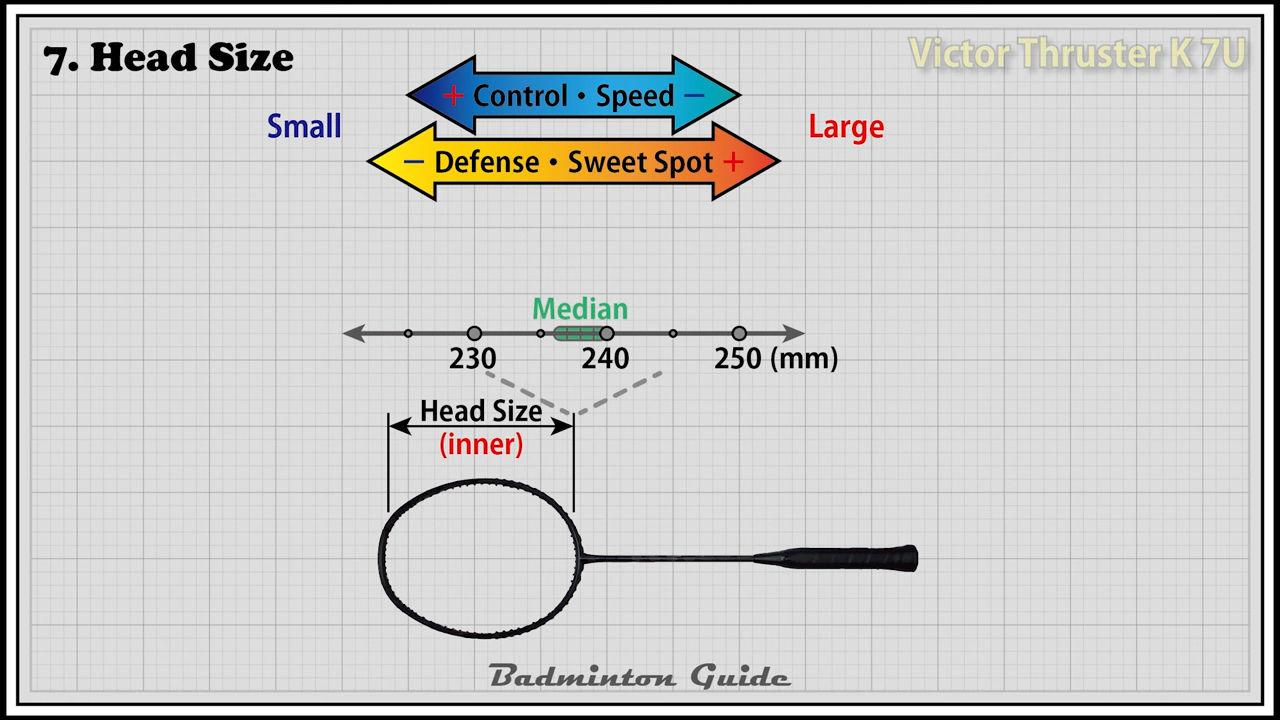 7. Head Size
Victor Thruster K 7U
+ Control • Speed −
Small
Large
− Defense • Sweet Spot +
Median
230 240 250 (mm)
Head Size
(inner)
Badminton Guide